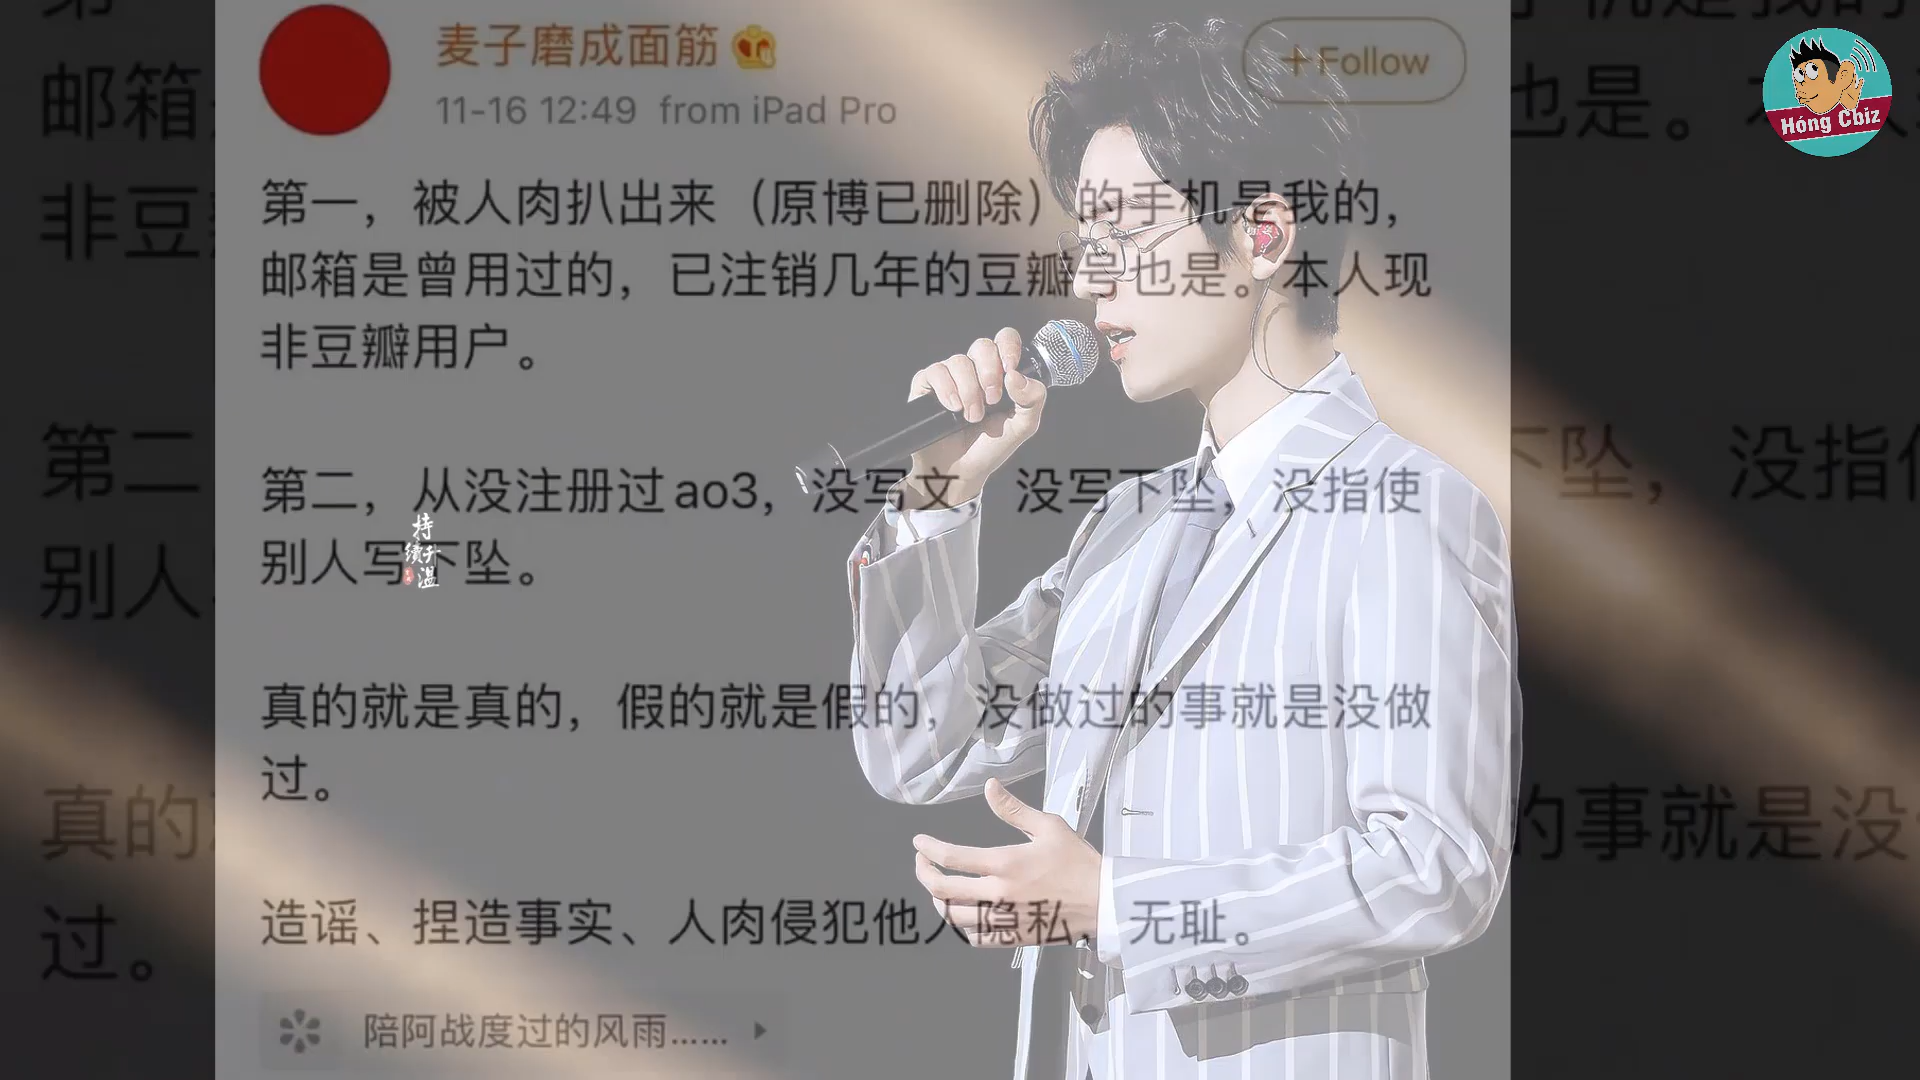 麦子磨成面筋
11-16 12:49 from iPad Pro
+Follow
Hóng Cbiz
第一，被人肉扒出来（原博已删除）的手机是我的，
邮箱是曾用过的，已注销几年的豆瓣号也是。本人现
非豆瓣用户。
第二，从没注册过ao3，没写文，没写下坠，没指使
别人写下坠。
持续升温
真的就是真的，假的就是假的，没做过的事就是没做
过。
造谣、捏造事实、人肉侵犯他人隐私，无耻。
陪阿战度过的风雨......